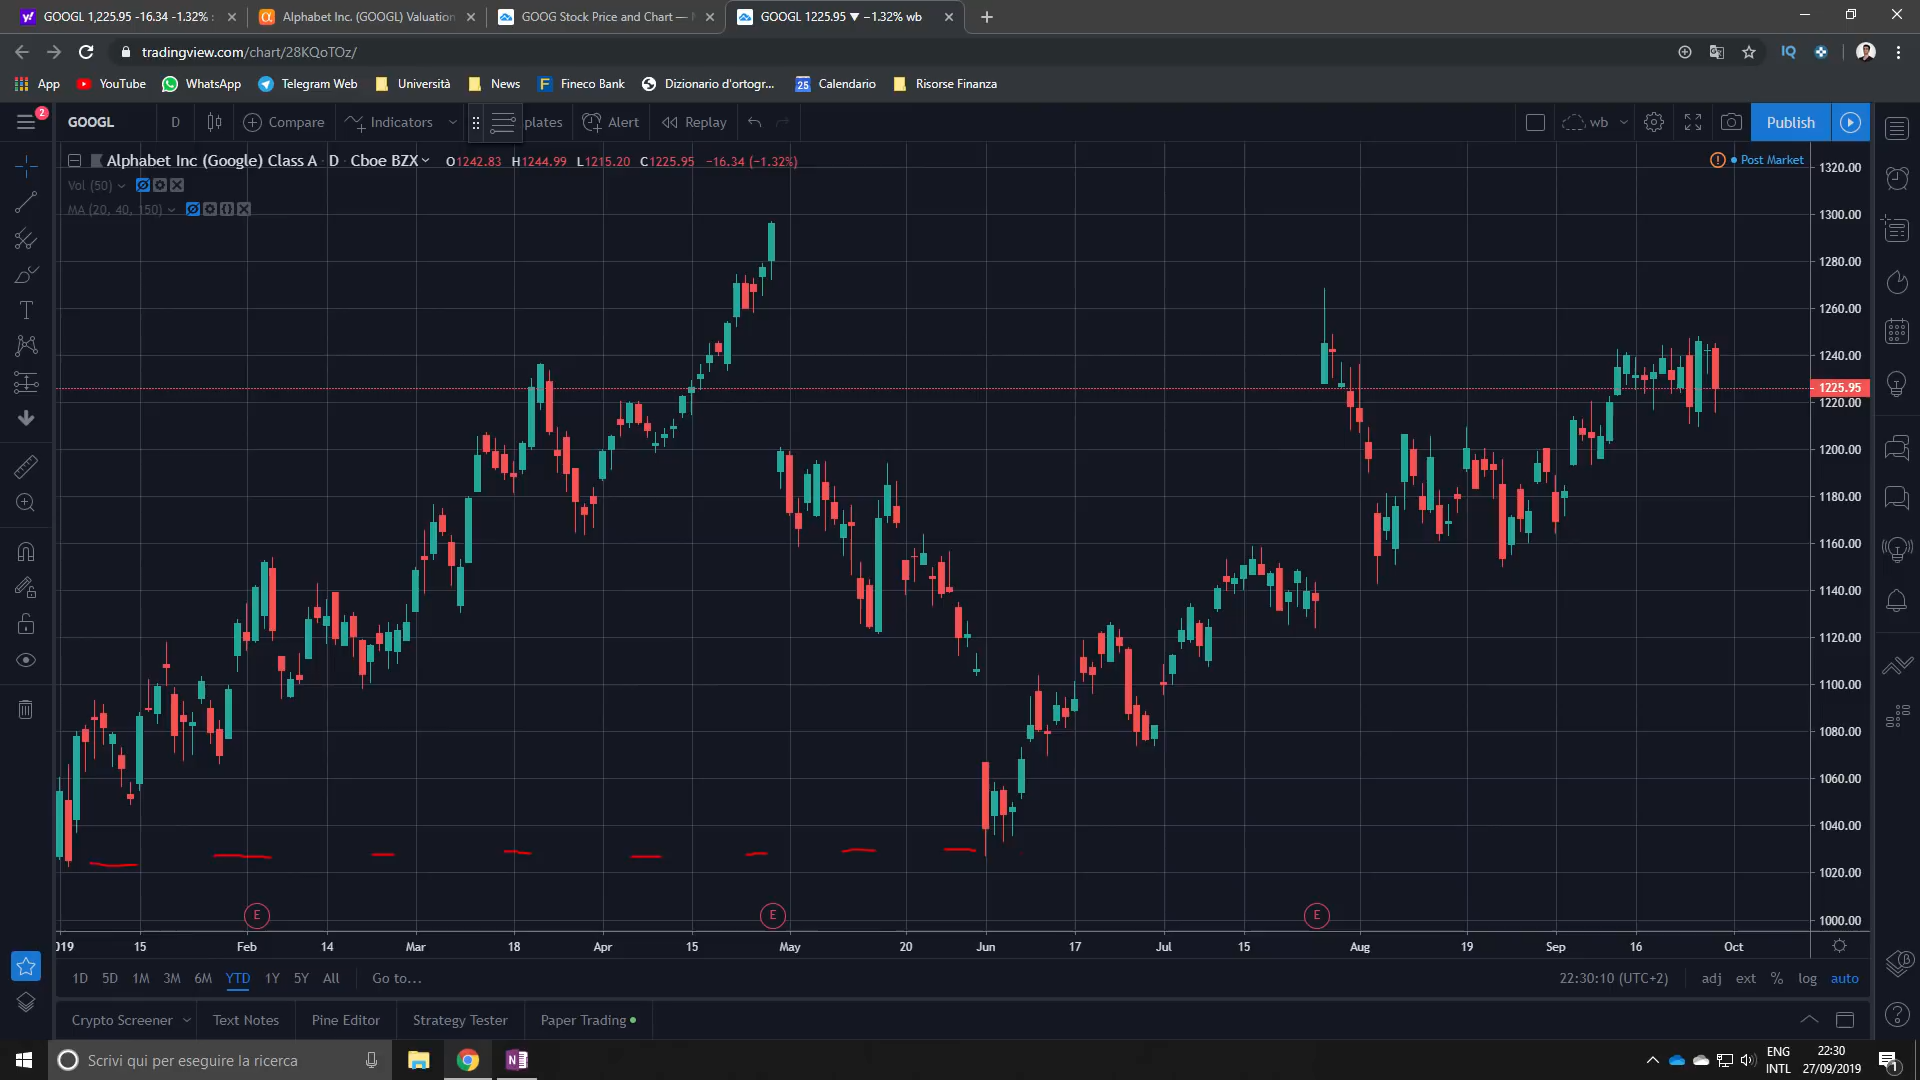 GOOGL 1,225.95 -16.34 -1.32% :
Alphabet Inc. (GOOGL) Valuation
GOOG Stock Price and Chart —
GOOGL 1225.95 ▼ −1.32% wb
tradingview.com/chart/28KQoTOz/
IQ
App
YouTube
WhatsApp
Telegram Web
Università
News
F Fineco Bank
Dizionario d'ortogr...
25 Calendario
Risorse Finanza
2
GOOGL
D
Compare
Indicators
plates
Alert
Replay
wb
Publish
Alphabet Inc (Google) Class A D Cboe BZX
O1242.83 H1244.99 L1215.20 C1225.95 −16.34 (−1.32%)
Post Market
Vol (50)
MA (20, 40, 150)
1320.00
1300.00
1280.00
1260.00
1240.00
1225.95
1220.00
1200.00
1180.00
1160.00
1140.00
1120.00
1100.00
1080.00
1060.00
1040.00
1020.00
1000.00
E E E
019 15 Feb 14 Mar 18 Apr 15 May 20 Jun 17 Jul 15 Aug 19 Sep 16 Oct
1D 5D 1M 3M 6M YTD 1Y 5Y All Go to...
22:30:10 (UTC+2) adj ext % log auto
Crypto Screener Text Notes Pine Editor Strategy Tester Paper Trading
Scrivi qui per eseguire la ricerca
ENG
INTL
22:30
27/09/2019
1